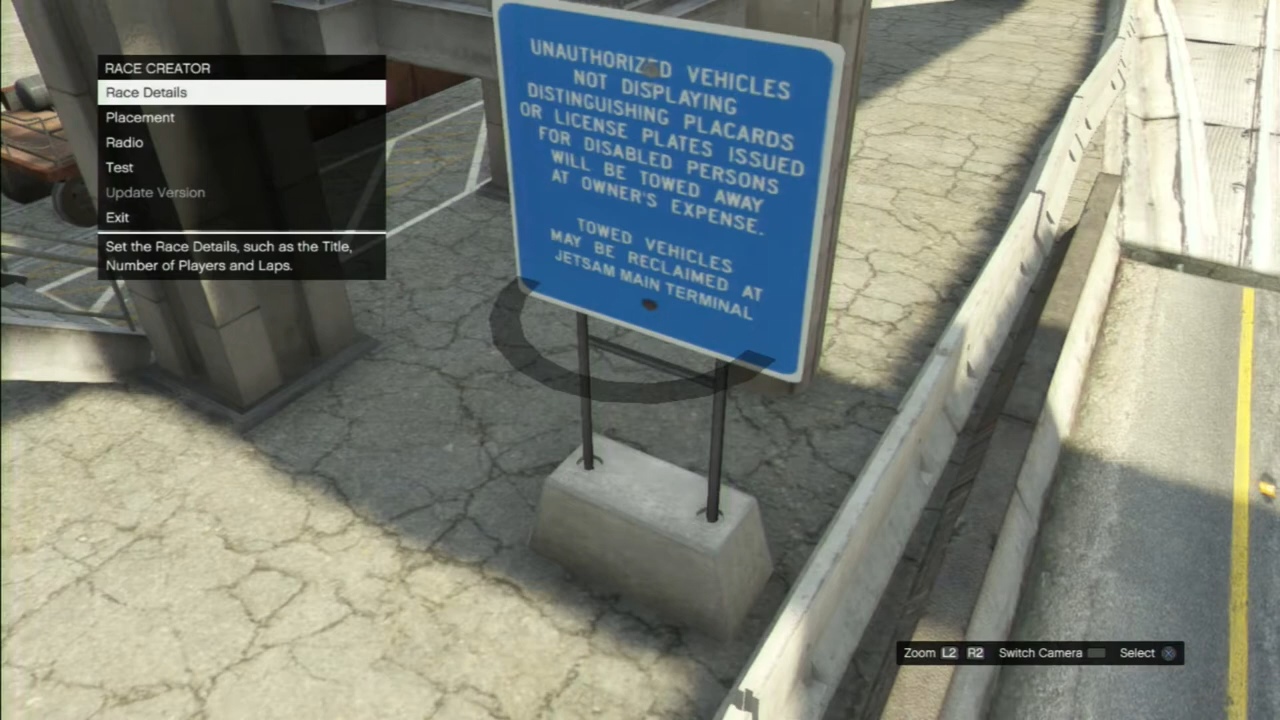 RACE CREATOR
Race Details
Placement
Radio
Test
Update Version
Exit
Set the Race Details, such as the Title,
Number of Players and Laps.
UNAUTHORIZED VEHICLES
NOT DISPLAYING
DISTINGUISHING PLACARDS
OR LICENSE PLATES ISSUED
FOR DISABLED PERSONS
WILL BE TOWED AWAY
AT OWNER'S EXPENSE.
TOWED VEHICLES
MAY BE RECLAIMED AT
JETSAM MAIN TERMINAL
Zoom L2 R2 Switch Camera Select